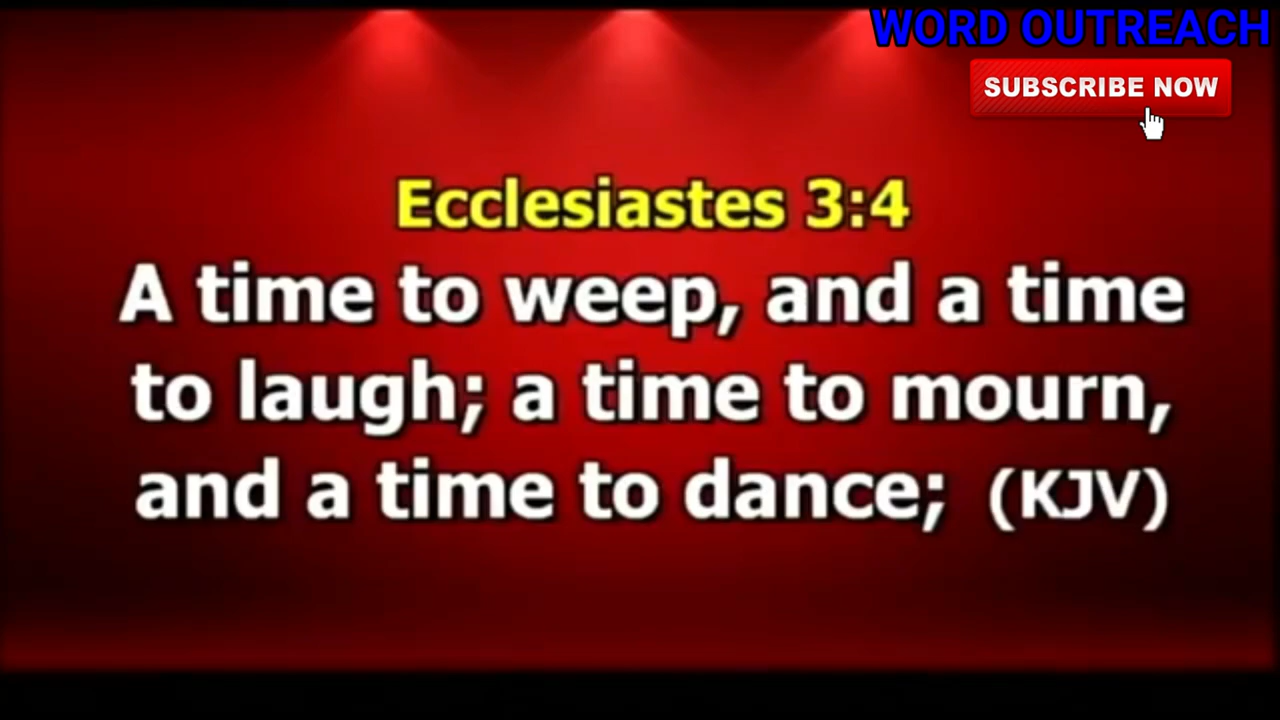 WORD OUTREACH
SUBSCRIBE NOW
Ecclesiastes 3:4
A time to weep, and a time
to laugh; a time to mourn,
and a time to dance; (KJV)